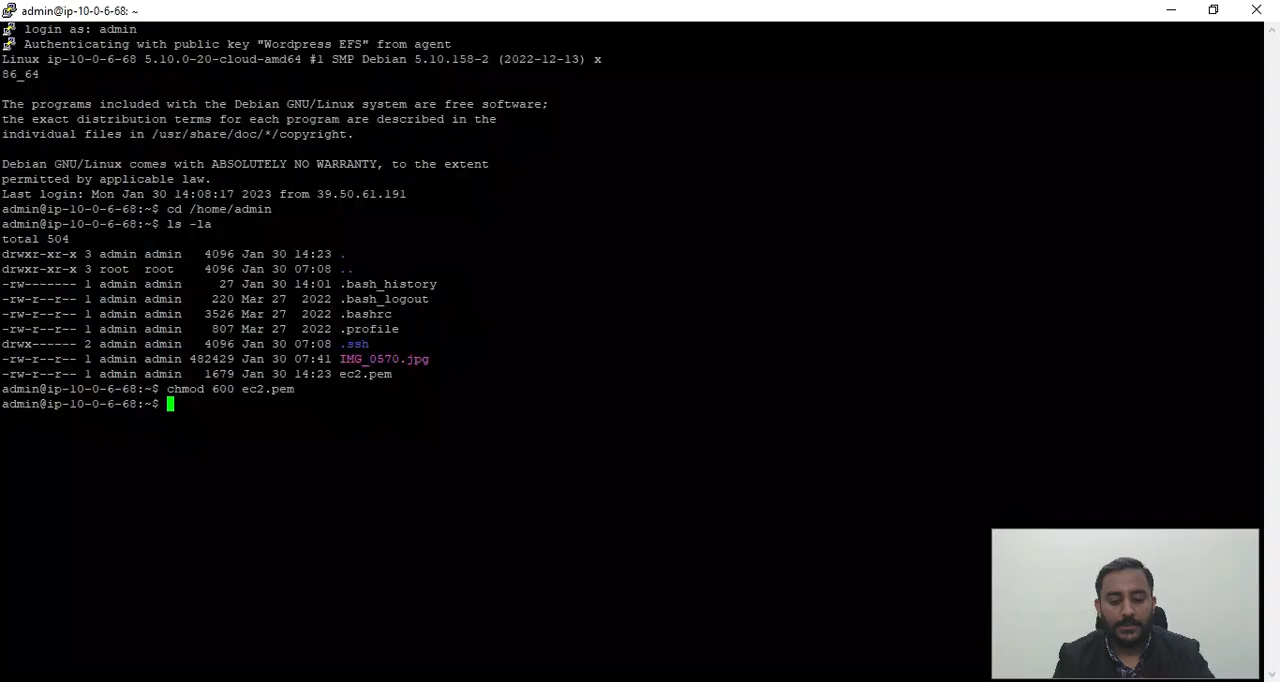 admin@ip-10-0-6-68: ~
login as: admin
Authenticating with public key "Wordpress EFS" from agent
Linux ip-10-0-6-68 5.10.0-20-cloud-amd64 #1 SMP Debian 5.10.158-2 (2022-12-13) x
86_64
The programs included with the Debian GNU/Linux system are free software;
the exact distribution terms for each program are described in the
individual files in /usr/share/doc/*/copyright.
Debian GNU/Linux comes with ABSOLUTELY NO WARRANTY, to the extent
permitted by applicable law.
Last login: Mon Jan 30 14:08:17 2023 from 39.50.61.191
admin@ip-10-0-6-68:~$ cd /home/admin
admin@ip-10-0-6-68:~$ ls -la
total 504
drwxr-xr-x 3 admin admin   4096 Jan 30 14:23 .
drwxr-xr-x 3 root  root    4096 Jan 30 07:08 ..
-rw------- 1 admin admin     27 Jan 30 14:01 .bash_history
-rw-r--r-- 1 admin admin    220 Mar 27  2022 .bash_logout
-rw-r--r-- 1 admin admin   3526 Mar 27  2022 .bashrc
-rw-r--r-- 1 admin admin    807 Mar 27  2022 .profile
drwx------ 2 admin admin   4096 Jan 30 07:08 .ssh
-rw-r--r-- 1 admin admin 482429 Jan 30 07:41 IMG_0570.jpg
-rw-r--r-- 1 admin admin   1679 Jan 30 14:23 ec2.pem
admin@ip-10-0-6-68:~$ chmod 600 ec2.pem
admin@ip-10-0-6-68:~$